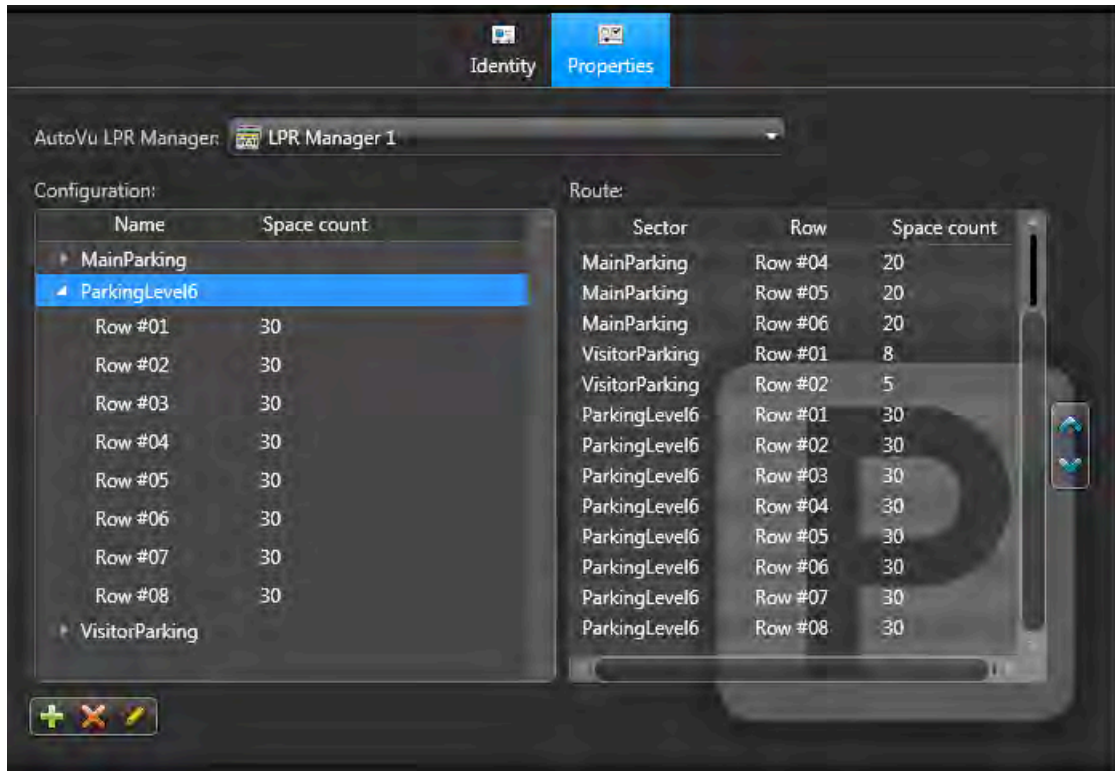 Identity
Properties
AutoVu LPR Manager: LPR Manager 1
Configuration:
Name Space count
MainParking
ParkingLevel6
Row #01 30
Row #02 30
Row #03 30
Row #04 30
Row #05 30
Row #06 30
Row #07 30
Row #08 30
VisitorParking
Route:
Sector Row Space count
MainParking Row #04 20
MainParking Row #05 20
MainParking Row #06 20
VisitorParking Row #01 8
VisitorParking Row #02 5
ParkingLevel6 Row #01 30
ParkingLevel6 Row #02 30
ParkingLevel6 Row #03 30
ParkingLevel6 Row #04 30
ParkingLevel6 Row #05 30
ParkingLevel6 Row #06 30
ParkingLevel6 Row #07 30
ParkingLevel6 Row #08 30
P